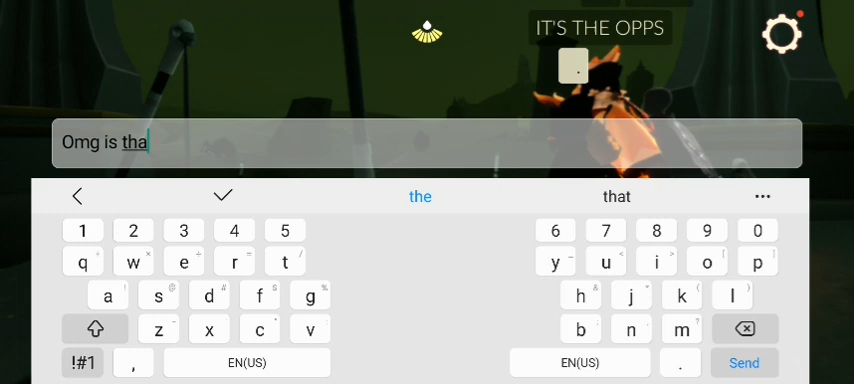 IT'S THE OPPS
.
Omg is tha
the that •••
1 2 3 4 5 6 7 8 9 0
q w e r t y u i o p
a s d f g h j k l
z x c v b n m
!#1 , EN(US) EN(US) . Send